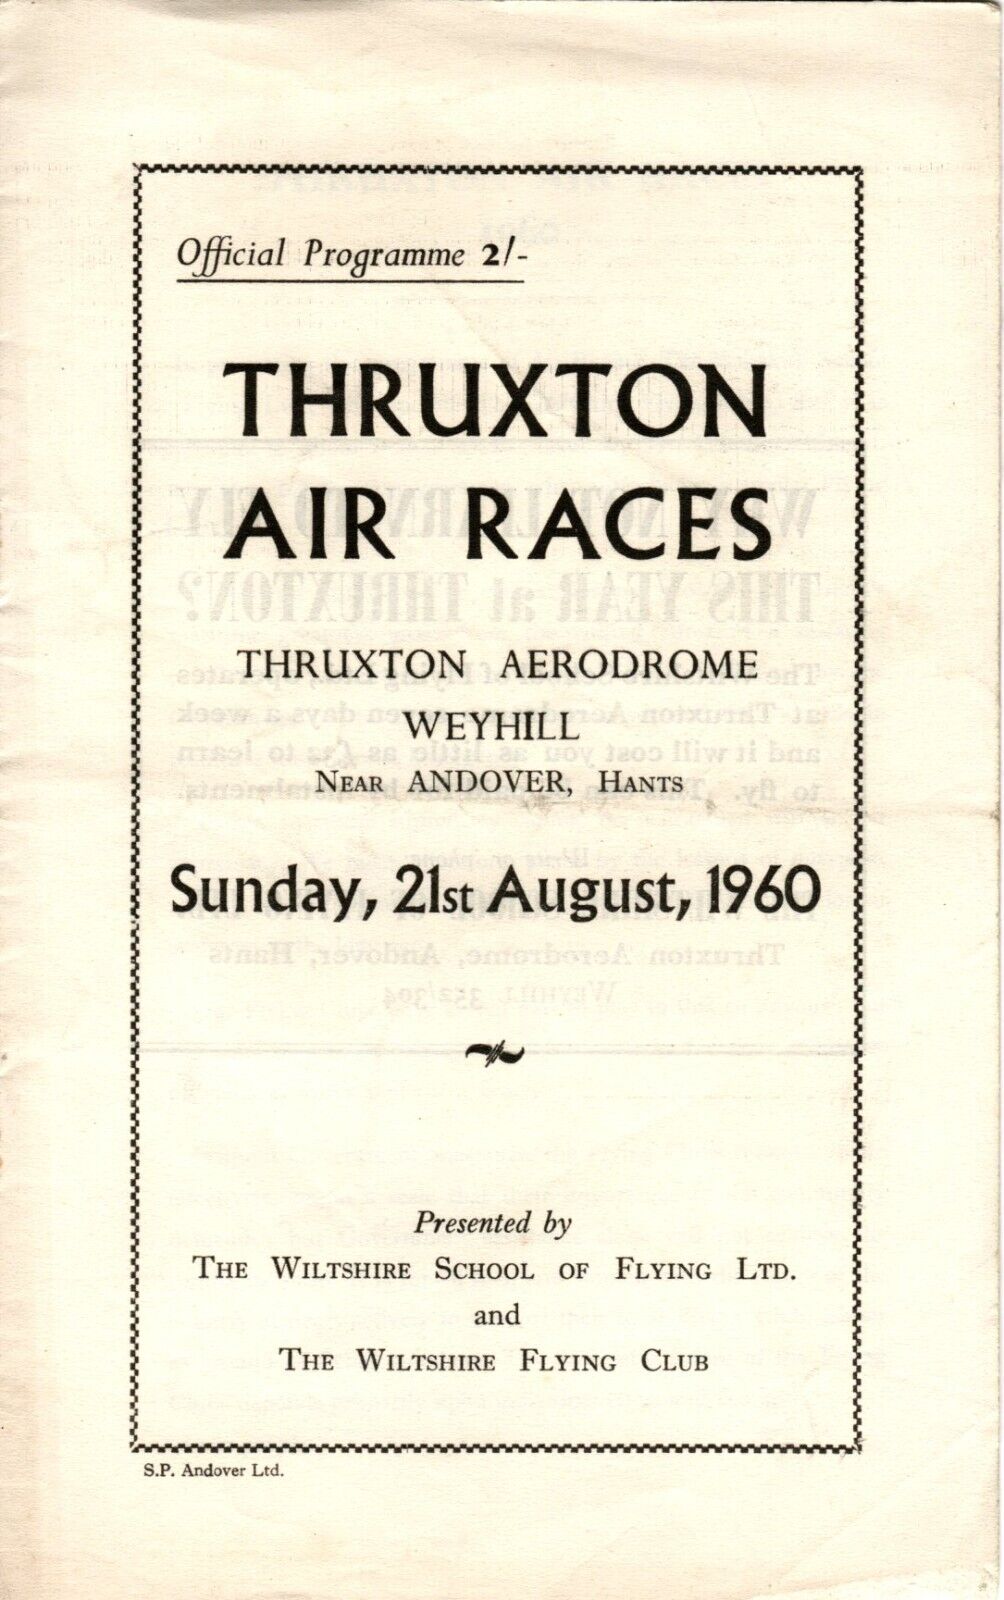 Official Programme 2/-
THRUXTON
AIR RACES
THRUXTON AERODROME
WEYHILL
NEAR ANDOVER, HANTS
Sunday, 21st August, 1960
Presented by
THE WILTSHIRE SCHOOL OF FLYING LTD.
and
THE WILTSHIRE FLYING CLUB
S.P. Andover Ltd.